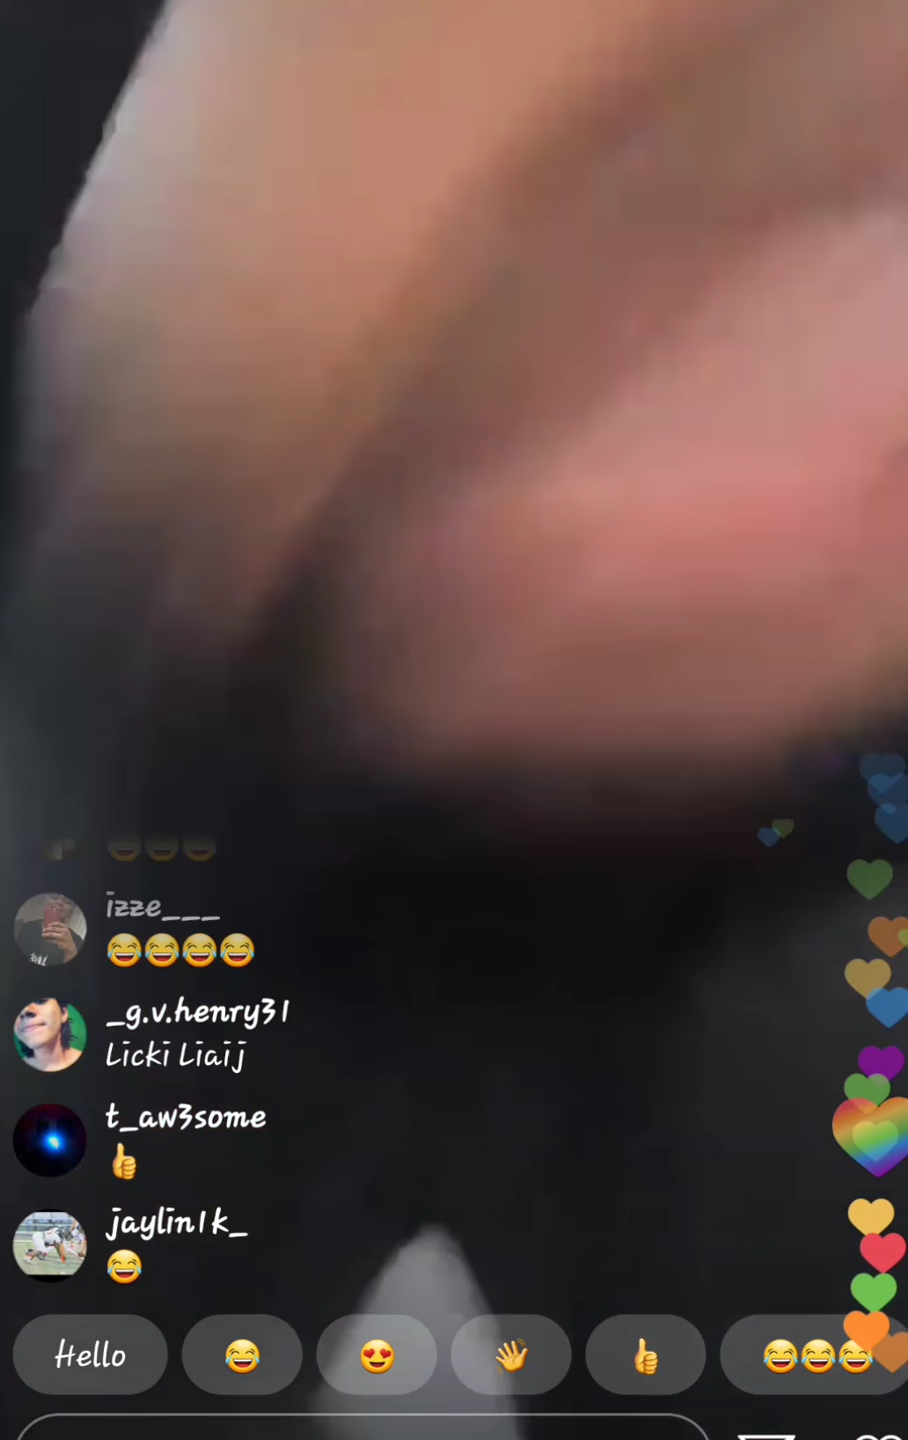 😂😂😂
izze___
😂😂😂😂
_g.v.henry31
Licki Liaij
t_aw3some
👍
jaylin1k_
😂
Hello 😂 😍 👋 👍 😂😂😂